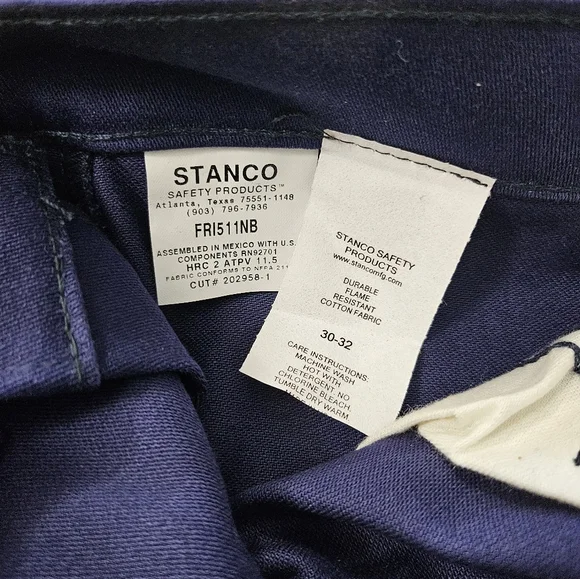 STANCO
SAFETY PRODUCTS™
Atlanta, Texas 75551-1148
(903) 796-7936
FRI511NB
ASSEMBLED IN MEXICO WITH U.S.
COMPONENTS RN92701
HRC 2 ATPV 11.5
FABRIC CONFORMS TO NFPA 211
CUT# 202958-1
STANCO SAFETY
PRODUCTS
www.stancomfg.com
DURABLE
FLAME
RESISTANT
COTTON FABRIC
30-32
CARE INSTRUCTIONS:
MACHINE WASH
HOT WITH
DETERGENT NO
CHLORINE BLEACH.
TUMBLE DRY WARM.